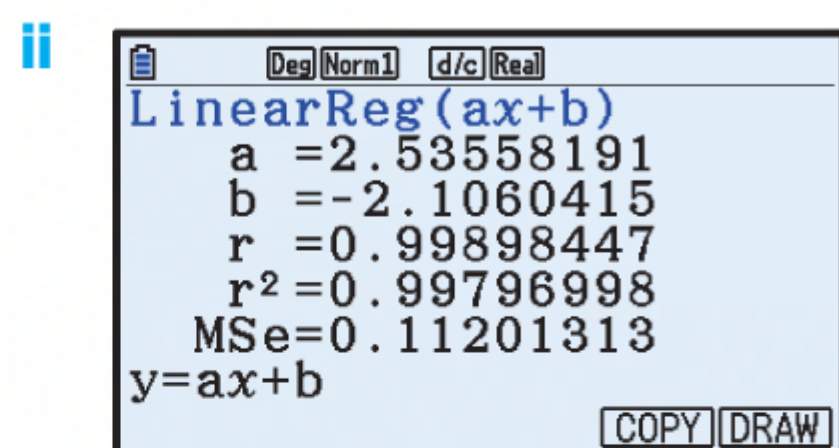 ii
Deg Norm1 d/c Real
LinearReg(ax+b)
a =2.53558191
b =-2.1060415
r =0.99898447
r²=0.99796998
MSe=0.11201313
y=ax+b
COPY DRAW